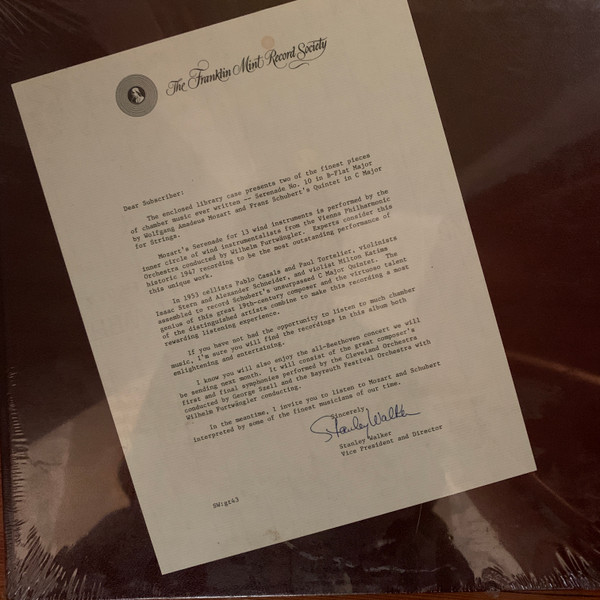 The Franklin Mint Record Society
Dear Subscriber:
The enclosed library case presents two of the finest pieces
of chamber music ever written -- Serenade No. 10 in B-Flat Major
by Wolfgang Amadeus Mozart and Franz Schubert's Quintet in C Major
for Strings.
Mozart's Serenade for 13 wind instruments is performed by the
inner circle of wind instrumentalists from the Vienna Philharmonic
Orchestra conducted by Wilhelm Furtwängler. Experts consider this
historic 1947 recording to be the most outstanding performance of
this unique work.
In 1953 cellists Pablo Casals and Paul Tortelier, violinists
Isaac Stern and Alexander Schneider, and violist Milton Katims
assembled to record Schubert's unsurpassed C Major Quintet. The
genius of this great 19th-century composer and the virtuoso talent
of the distinguished artists combine to make this recording a most
rewarding listening experience.
If you have not had the opportunity to listen to much chamber
music, I'm sure you will find the recordings in this album both
enlightening and entertaining.
I know you will also enjoy the all-Beethoven concert we will
be sending next month. It will consist of the great composer's
first and final symphonies performed by the Cleveland Orchestra
conducted by George Szell and the Bayreuth Festival Orchestra with
Wilhelm Furtwängler conducting.
In the meantime, I invite you to listen to Mozart and Schubert
interpreted by some of the finest musicians of our time.
Sincerely,
Stanley Walker
Stanley Walker
Vice President and Director
SW:gt43